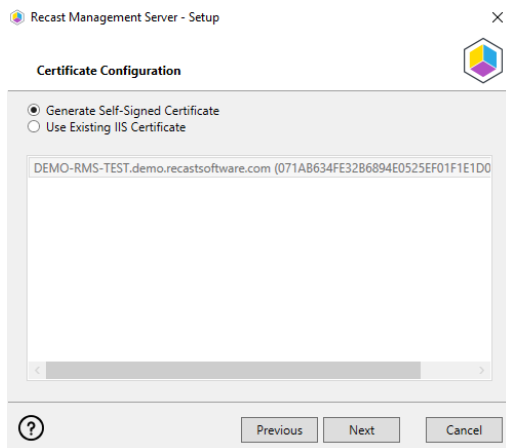 Recast Management Server - Setup
Certificate Configuration
Generate Self-Signed Certificate
Use Existing IIS Certificate
DEMO-RMS-TEST.demo.recastsoftware.com (071AB634FE32B6894E0525EF01F1E1D0
?
Previous Next Cancel